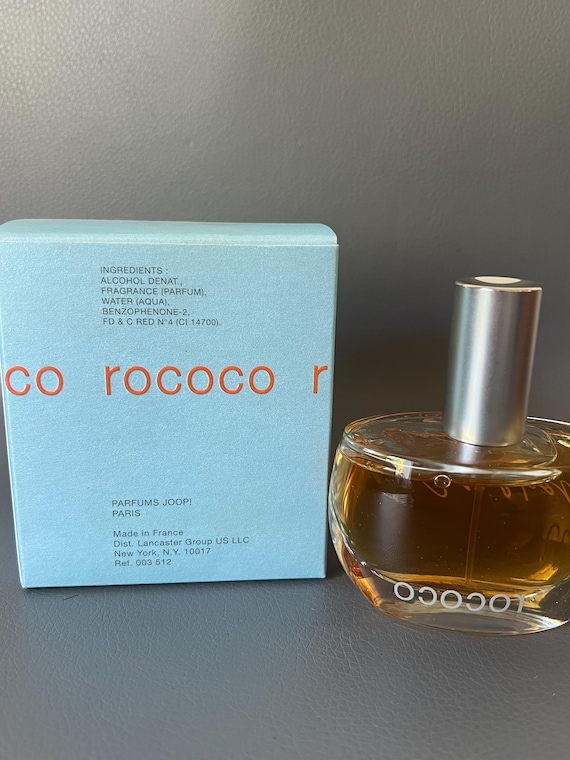 INGREDIENTS :
ALCOHOL DENAT.,
FRAGRANCE (PARFUM),
WATER (AQUA),
BENZOPHENONE-2,
FD & C RED N°4 (CI 14700).
co rococo r
PARFUMS JOOP!
PARIS
Made in France
Dist. Lancaster Group US LLC
New York, N.Y. 10017
Ref. 003 512
rococo